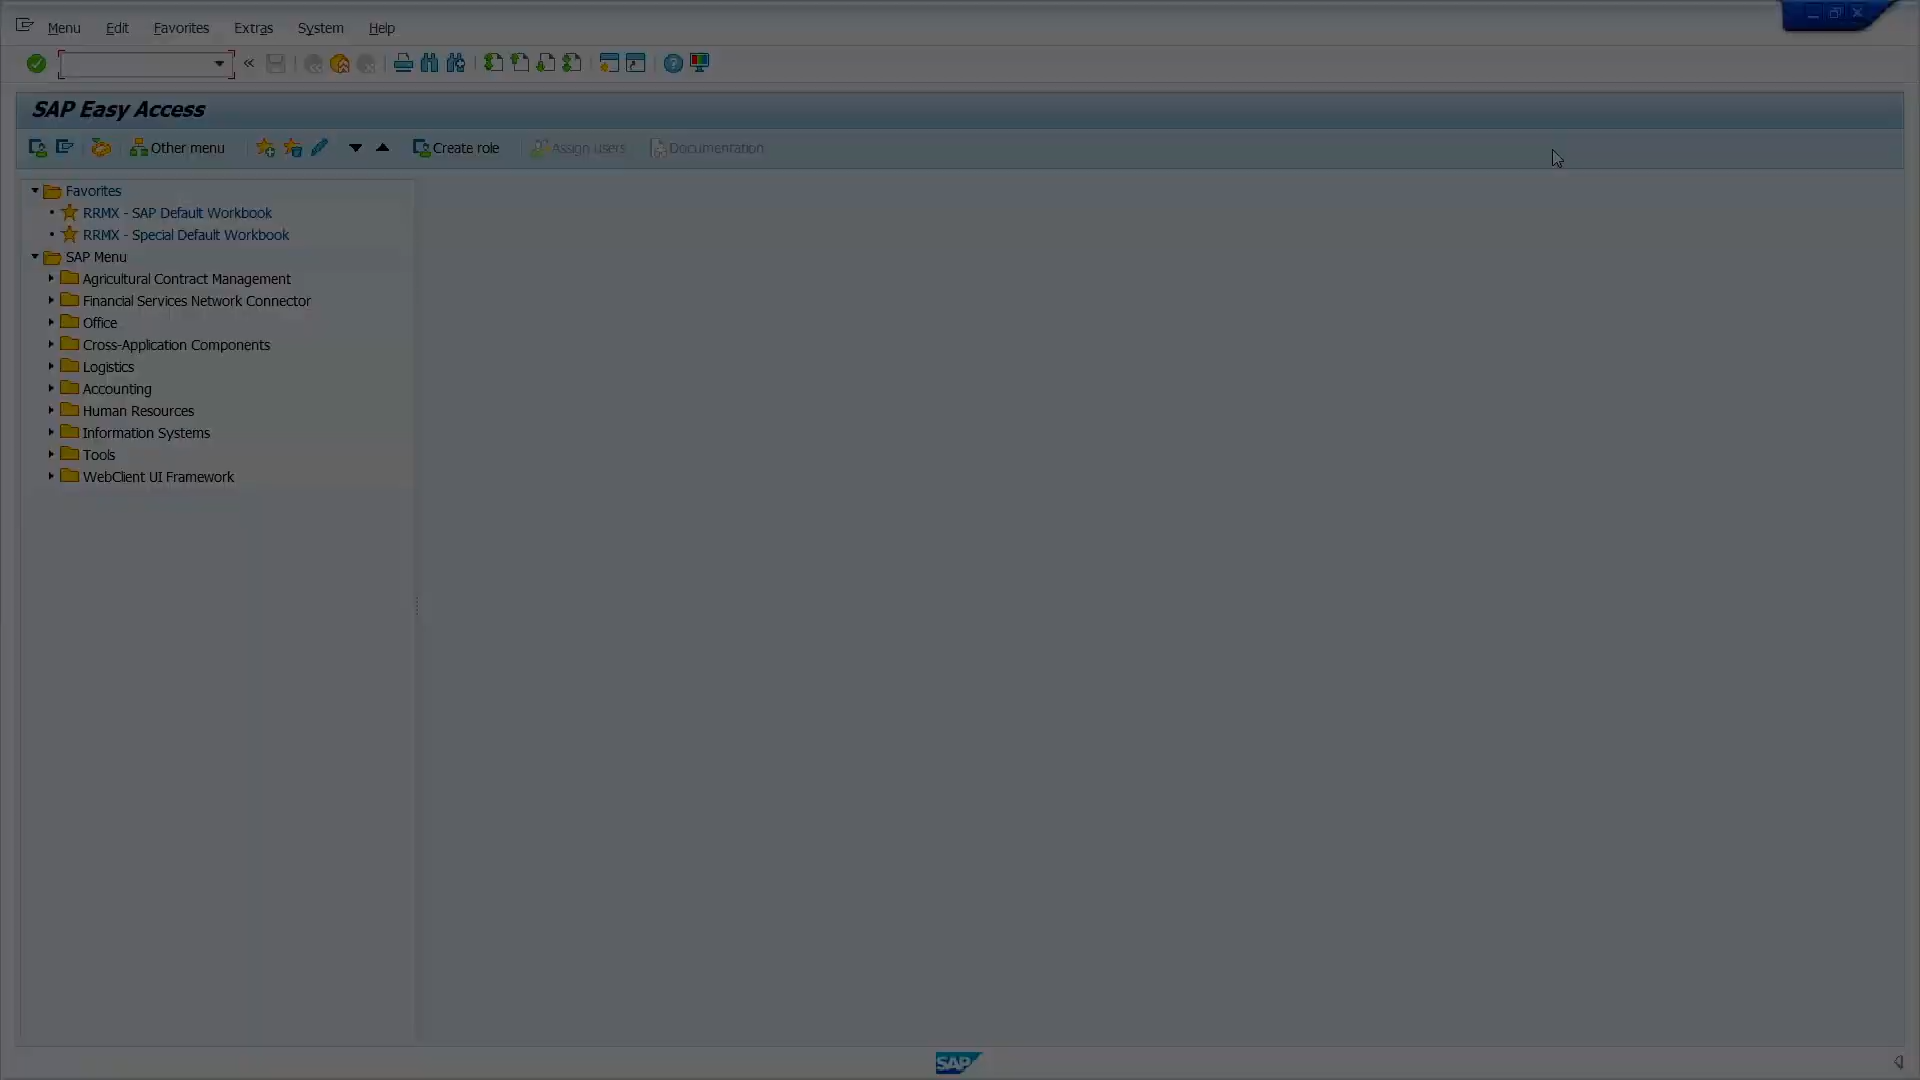 Menu Edit Favorites Extras System Help
SAP Easy Access
Other menu Create role Assign users Documentation
Favorites
RRMX - SAP Default Workbook
RRMX - Special Default Workbook
SAP Menu
Agricultural Contract Management
Financial Services Network Connector
Office
Cross-Application Components
Logistics
Accounting
Human Resources
Information Systems
Tools
WebClient UI Framework
SAP